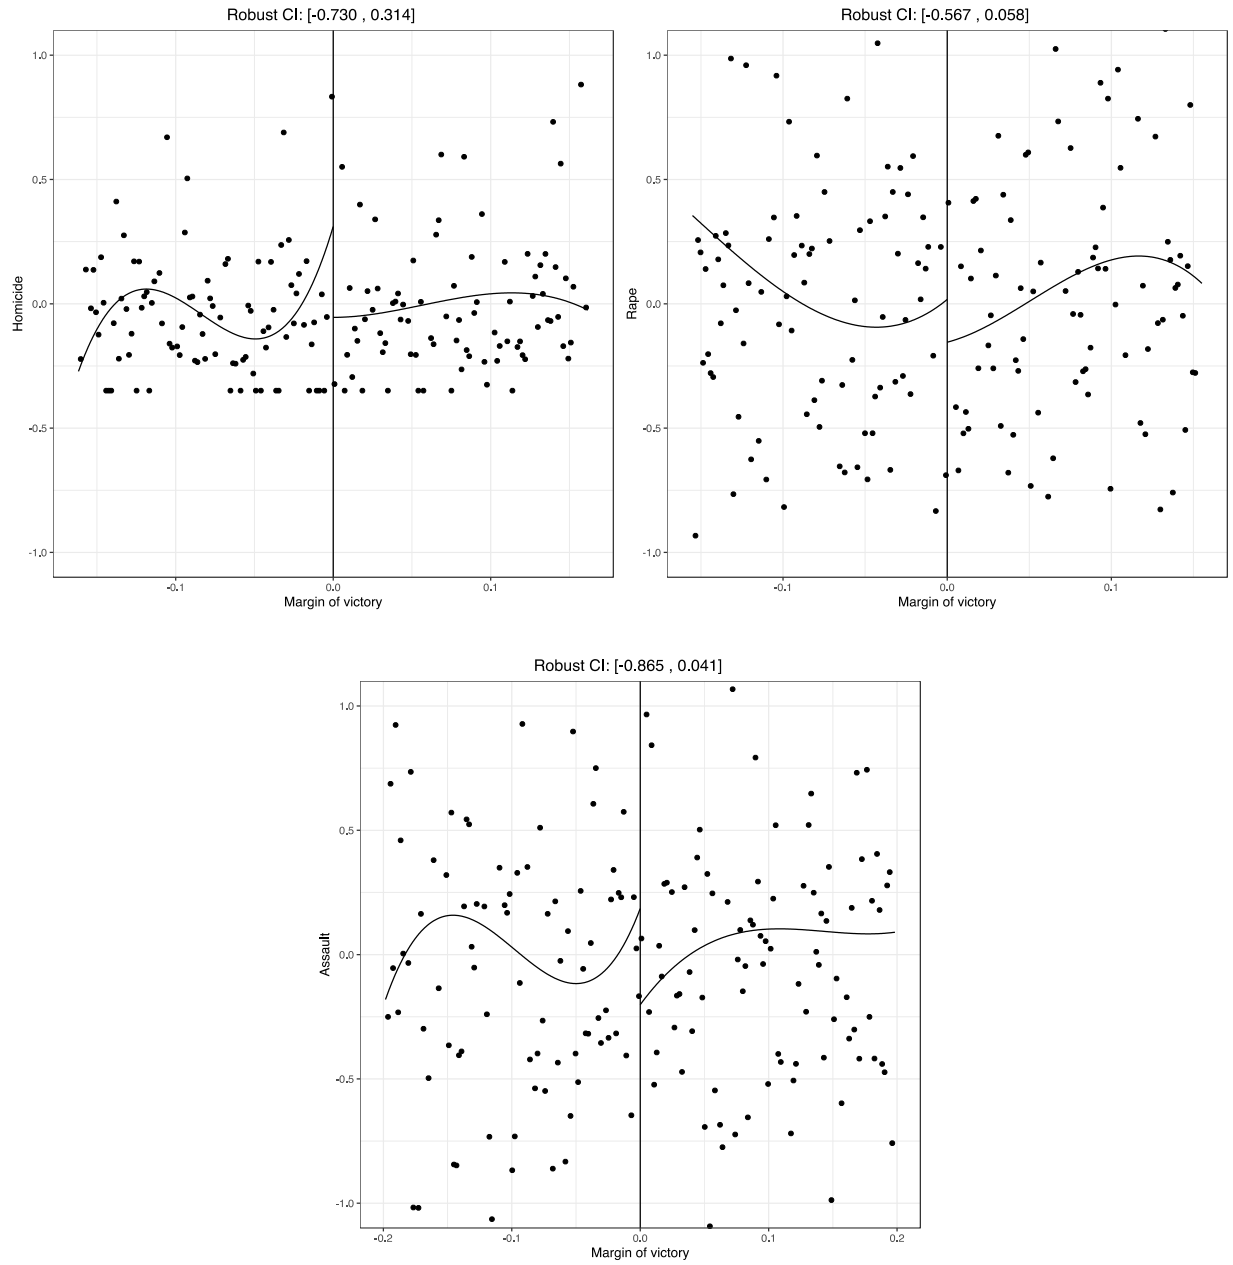 Robust CI: [-0.730 , 0.314]
1.0
0.5
0.0
-0.5
-1.0
Homicide
-0.1
0.0
0.1
Margin of victory
Robust CI: [-0.567 , 0.058]
1.0
0.5
0.0
-0.5
-1.0
Rape
-0.1
0.0
0.1
Margin of victory
Robust CI: [-0.865 , 0.041]
1.0
0.5
0.0
-0.5
-1.0
Assault
-0.2
-0.1
0.0
0.1
0.2
Margin of victory